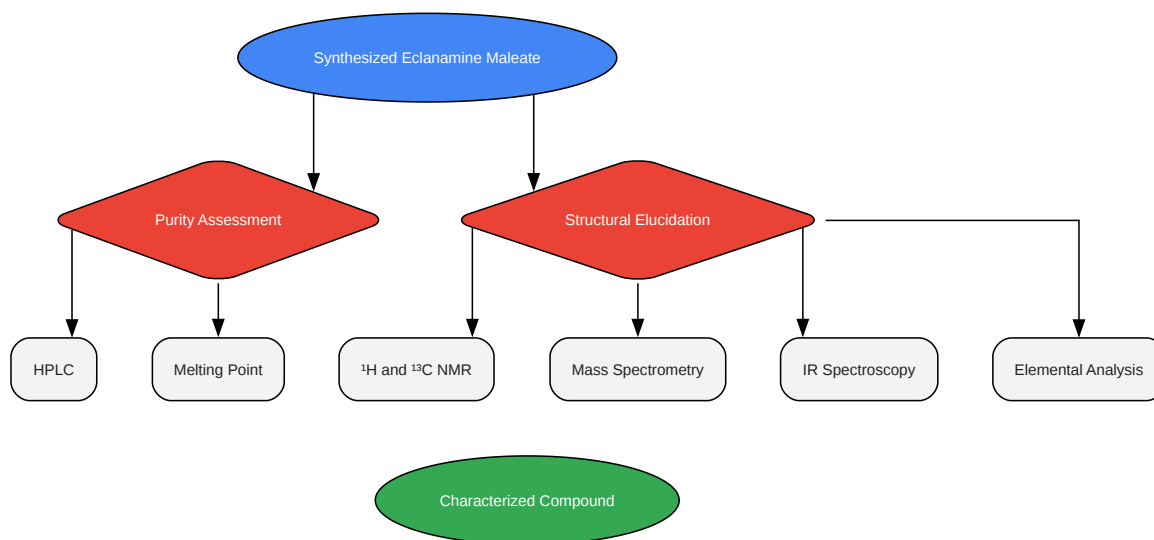 Synthesized Eclanamine Maleate
Purity Assessment
Structural Elucidation
HPLC
Melting Point
¹H and ¹³C NMR
Mass Spectrometry
IR Spectroscopy
Elemental Analysis
Characterized Compound